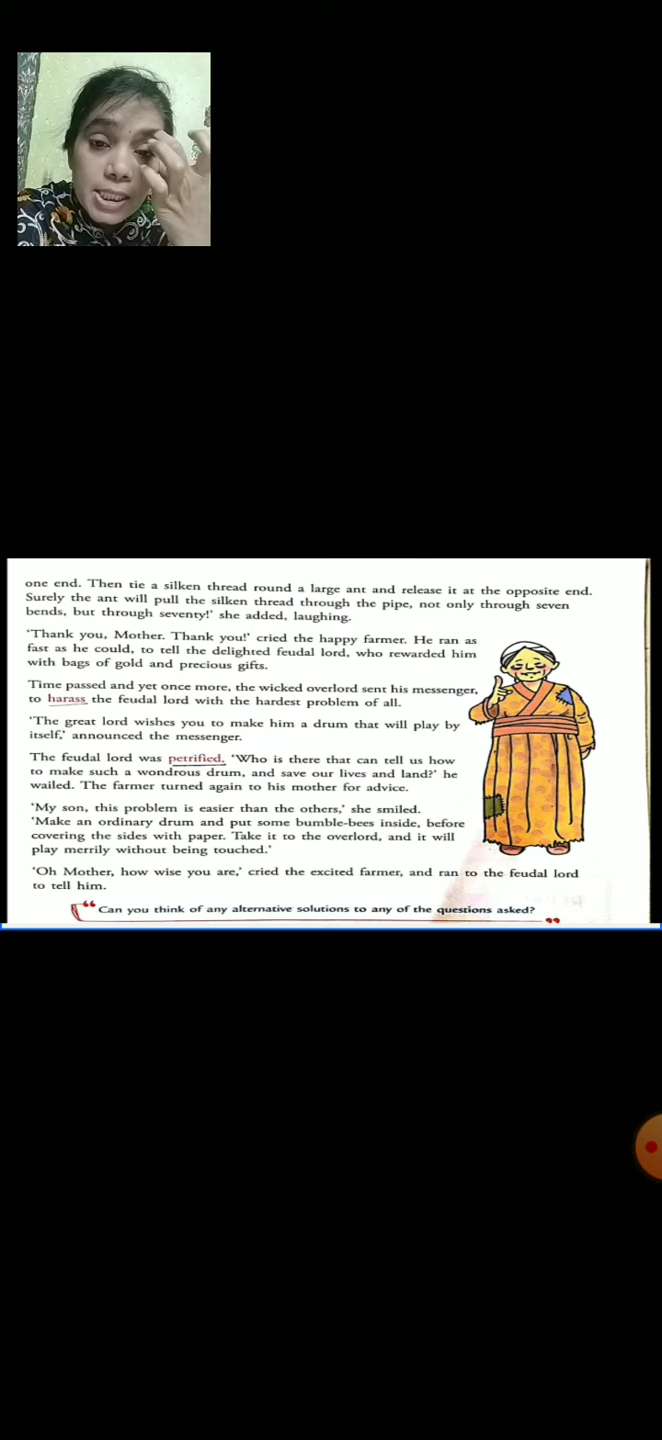 one end. Then tie a silken thread round a large ant and release it at the opposite end.
Surely the ant will pull the silken thread through the pipe, not only through seven
bends, but through seventy!' she added, laughing.
'Thank you, Mother. Thank you!' cried the happy farmer. He ran as
fast as he could, to tell the delighted feudal lord, who rewarded him
with bags of gold and precious gifts.
Time passed and yet once more, the wicked overlord sent his messenger,
to harass the feudal lord with the hardest problem of all.
'The great lord wishes you to make him a drum that will play by
itself,' announced the messenger.
The feudal lord was petrified. 'Who is there that can tell us how
to make such a wondrous drum, and save our lives and land?' he
wailed. The farmer turned again to his mother for advice.
'My son, this problem is easier than the others,' she smiled.
'Make an ordinary drum and put some bumble-bees inside, before
covering the sides with paper. Take it to the overlord, and it will
play merrily without being touched.'
'Oh Mother, how wise you are,' cried the excited farmer, and ran to the feudal lord
to tell him.
“ Can you think of any alternative solutions to any of the questions asked? ”